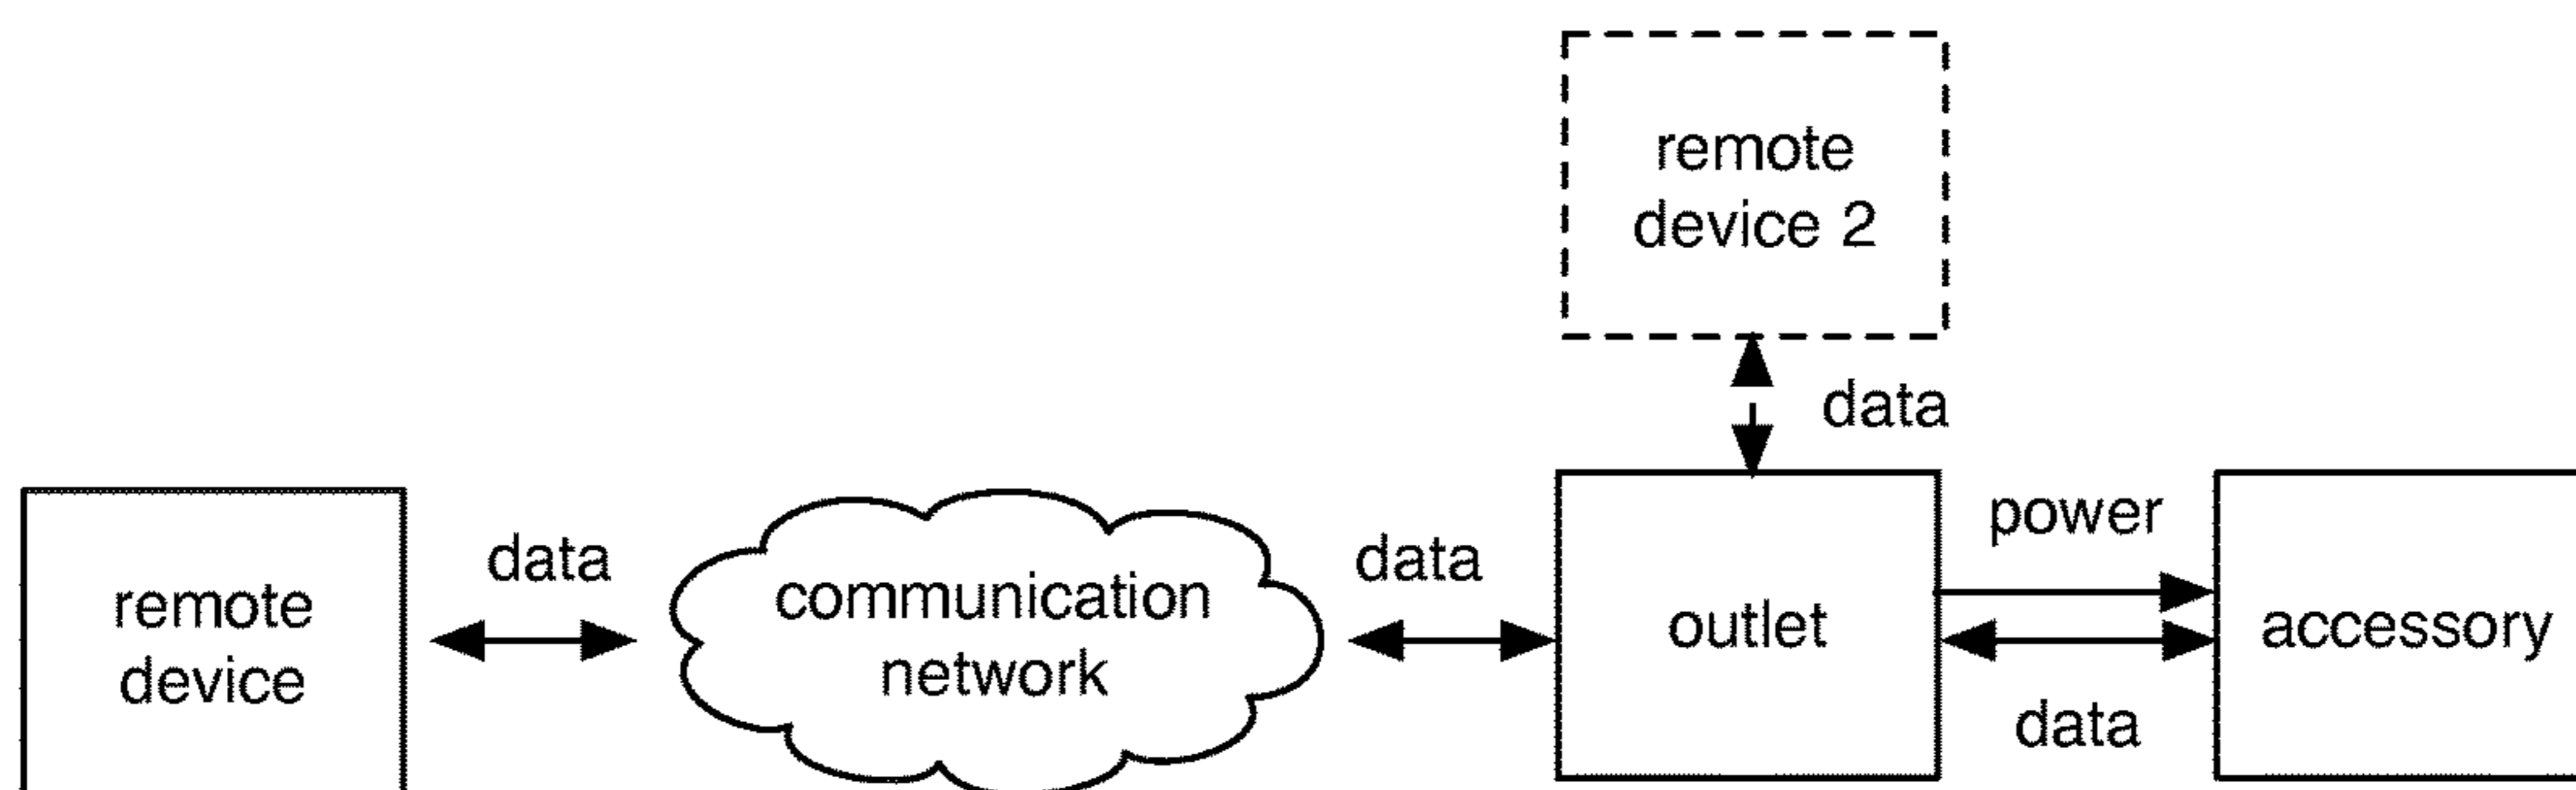 remote
device 2
data
remote
device
data
communication
network
data
outlet
power
data
accessory